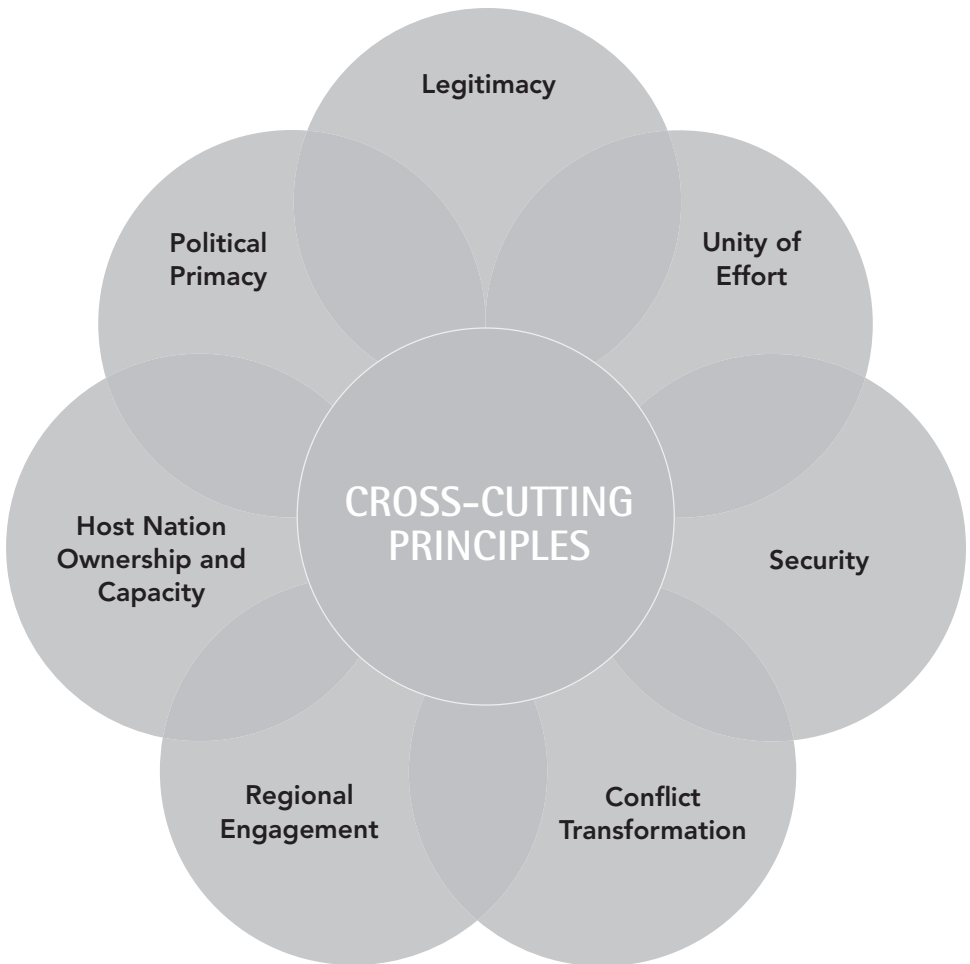 Legitimacy
Unity of
Effort
Security
Conflict
Transformation
Regional
Engagement
Host Nation
Ownership and
Capacity
Political
Primacy
CROSS-CUTTING
PRINCIPLES